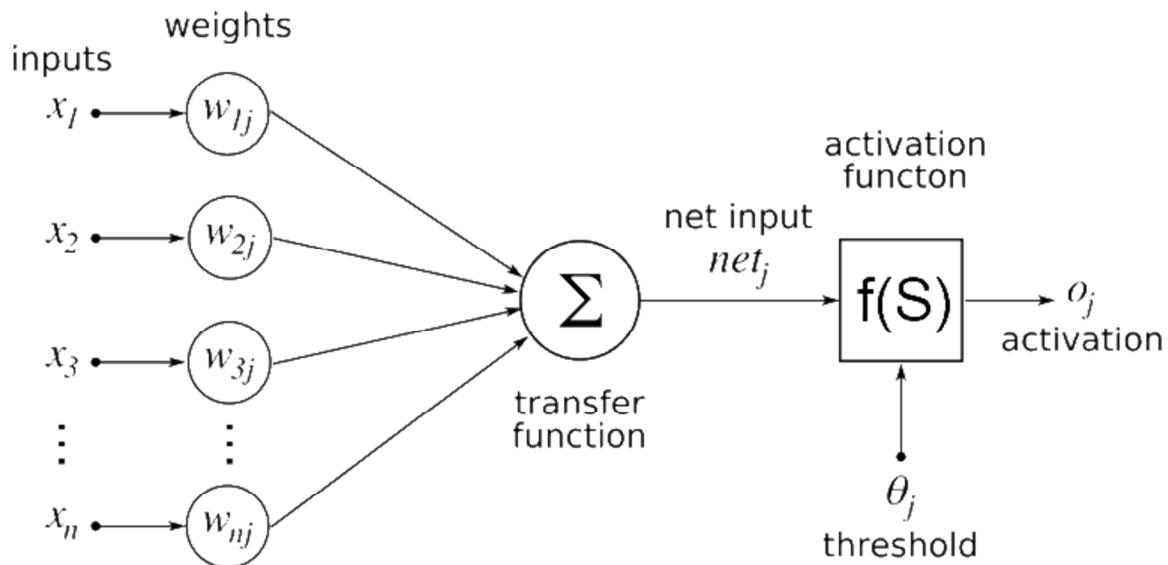 weights
inputs
x₁
w₁ⱼ
activation
functon
x₂
w₂ⱼ
net input
netⱼ
Σ
f(S)
oⱼ
activation
x₃
w₃ⱼ
transfer
function
⋮
⋮
xₙ
wₙⱼ
θⱼ
threshold